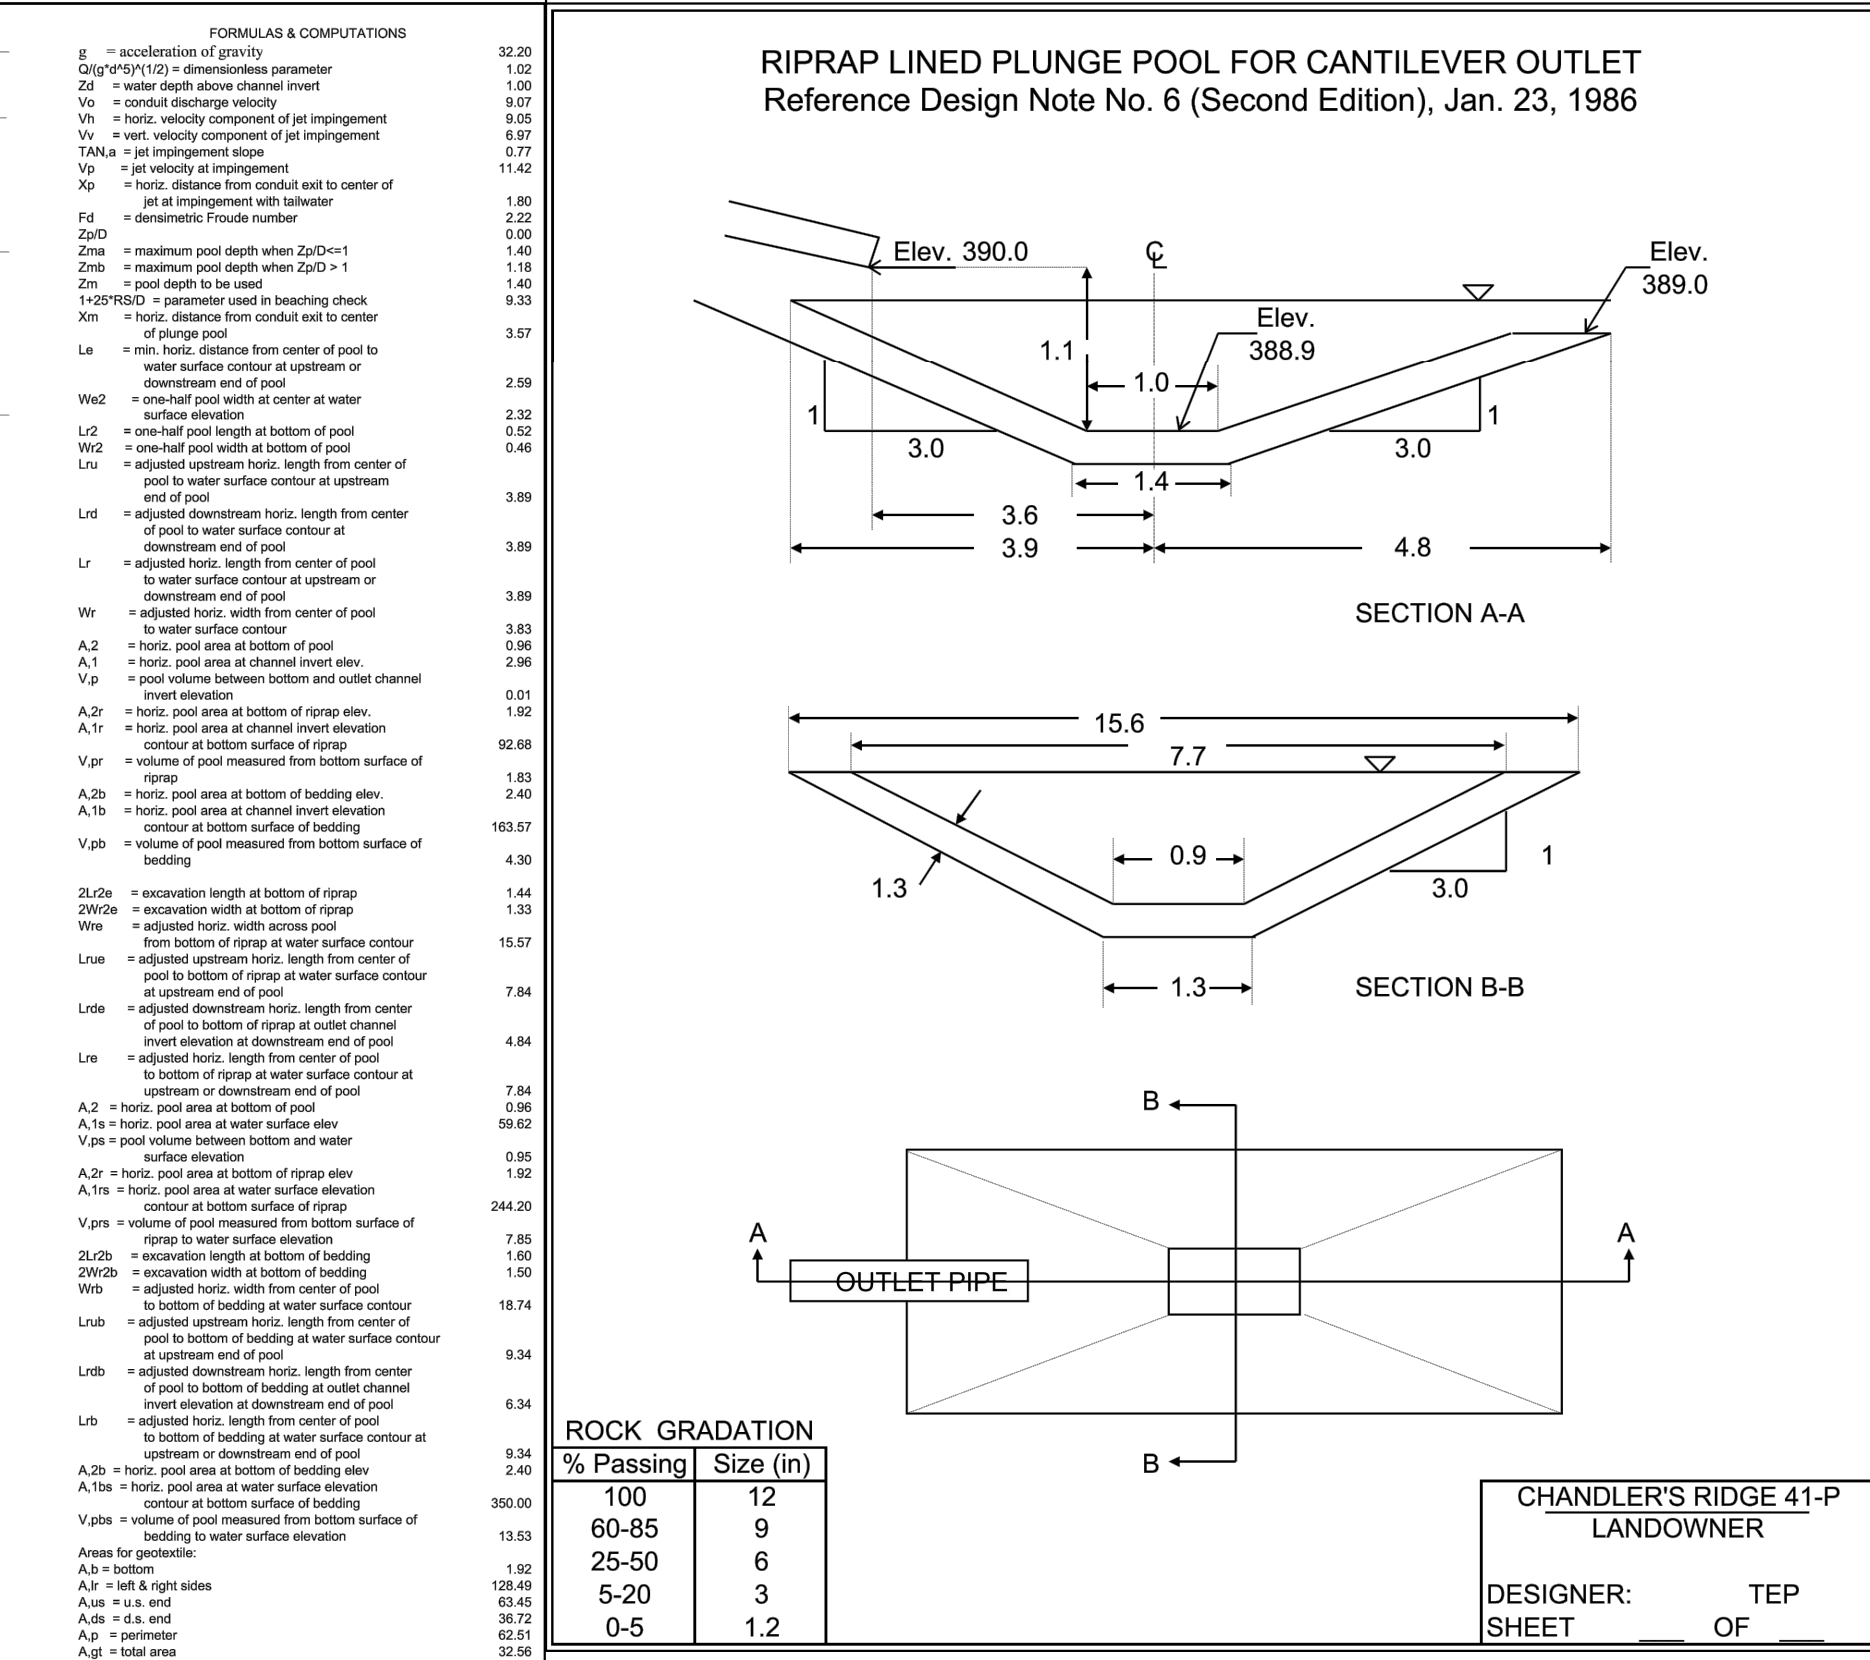 FORMULAS & COMPUTATIONS
g = acceleration of gravity 32.20
Q/(g*d^5)^(1/2) = dimensionless parameter 1.02
Zd = water depth above channel invert 1.00
Vo = conduit discharge velocity 9.07
Vh = horiz. velocity component of jet impingement 9.05
Vv = vert. velocity component of jet impingement 6.97
TAN,a = jet impingement slope 0.77
Vp = jet velocity at impingement 11.42
Xp = horiz. distance from conduit exit to center of
jet at impingement with tailwater 1.80
Fd = densimetric Froude number 2.22
Zp/D 0.00
Zma = maximum pool depth when Zp/D<=1 1.40
Zmb = maximum pool depth when Zp/D > 1 1.18
Zm = pool depth to be used 1.40
1+25*RS/D = parameter used in beaching check 9.33
Xm = horiz. distance from conduit exit to center
of plunge pool 3.57
Le = min. horiz. distance from center of pool to
water surface contour at upstream or
downstream end of pool 2.59
We2 = one-half pool width at center at water
surface elevation 2.32
Lr2 = one-half pool length at bottom of pool 0.52
Wr2 = one-half pool width at bottom of pool 0.46
Lru = adjusted upstream horiz. length from center of
pool to water surface contour at upstream
end of pool 3.89
Lrd = adjusted downstream horiz. length from center
of pool to water surface contour at
downstream end of pool 3.89
Lr = adjusted horiz. length from center of pool
to water surface contour at upstream or
downstream end of pool 3.89
Wr = adjusted horiz. width from center of pool
to water surface contour 3.83
A,2 = horiz. pool area at bottom of pool 0.96
A,1 = horiz. pool area at channel invert elev. 2.96
V,p = pool volume between bottom and outlet channel
invert elevation 0.01
A,2r = horiz. pool area at bottom of riprap elev. 1.92
A,1r = horiz. pool area at channel invert elevation
contour at bottom surface of riprap 92.68
V,pr = volume of pool measured from bottom surface of
riprap 1.83
A,2b = horiz. pool area at bottom of bedding elev. 2.40
A,1b = horiz. pool area at channel invert elevation
contour at bottom surface of bedding 163.57
V,pb = volume of pool measured from bottom surface of
bedding 4.30
2Lr2e = excavation length at bottom of riprap 1.44
2Wr2e = excavation width at bottom of riprap 1.33
Wre = adjusted horiz. width across pool
from bottom of riprap at water surface contour 15.57
Lrue = adjusted upstream horiz. length from center of
pool to bottom of riprap at water surface contour
at upstream end of pool 7.84
Lrde = adjusted downstream horiz. length from center
of pool to bottom of riprap at outlet channel
invert elevation at downstream end of pool 4.84
Lre = adjusted horiz. length from center of pool
to bottom of riprap at water surface contour at
upstream or downstream end of pool 7.84
A,2 = horiz. pool area at bottom of pool 0.96
A,1s = horiz. pool area at water surface elev 59.62
V,ps = pool volume between bottom and water
surface elevation 0.95
A,2r = horiz. pool area at bottom of riprap elev 1.92
A,1rs = horiz. pool area at water surface elevation
contour at bottom surface of riprap 244.20
V,prs = volume of pool measured from bottom surface of
riprap to water surface elevation 7.85
2Lr2b = excavation length at bottom of bedding 1.60
2Wr2b = excavation width at bottom of bedding 1.50
Wrb = adjusted horiz. width from center of pool
to bottom of bedding at water surface contour 18.74
Lrub = adjusted upstream horiz. length from center of
pool to bottom of bedding at water surface contour
at upstream end of pool 9.34
Lrdb = adjusted downstream horiz. length from center
of pool to bottom of bedding at outlet channel
invert elevation at downstream end of pool 6.34
Lrb = adjusted horiz. length from center of pool
to bottom of bedding at water surface contour at
upstream or downstream end of pool 9.34
A,2b = horiz. pool area at bottom of bedding elev 2.40
A,1bs = horiz. pool area at water surface elevation
contour at bottom surface of bedding 350.00
V,pbs = volume of pool measured from bottom surface of
bedding to water surface elevation 13.53
Areas for geotextile:
A,b = bottom 1.92
A,lr = left & right sides 128.49
A,us = u.s. end 63.45
A,ds = d.s. end 36.72
A,p = perimeter 62.51
A,gt = total area 32.56
RIPRAP LINED PLUNGE POOL FOR CANTILEVER OUTLET
Reference Design Note No. 6 (Second Edition), Jan. 23, 1986
Elev. 390.0
℄
Elev.
389.0
Elev.
388.9
1.1
1.0
1
3.0
1
3.0
1.4
3.6
3.9
4.8
SECTION A-A
15.6
7.7
0.9
1.3
1
3.0
1.3
SECTION B-B
B
A
A
OUTLET PIPE
B
ROCK GRADATION
% Passing Size (in)
100 12
60-85 9
25-50 6
5-20 3
0-5 1.2
CHANDLER'S RIDGE 41-P
LANDOWNER
DESIGNER: TEP
SHEET ___ OF ___